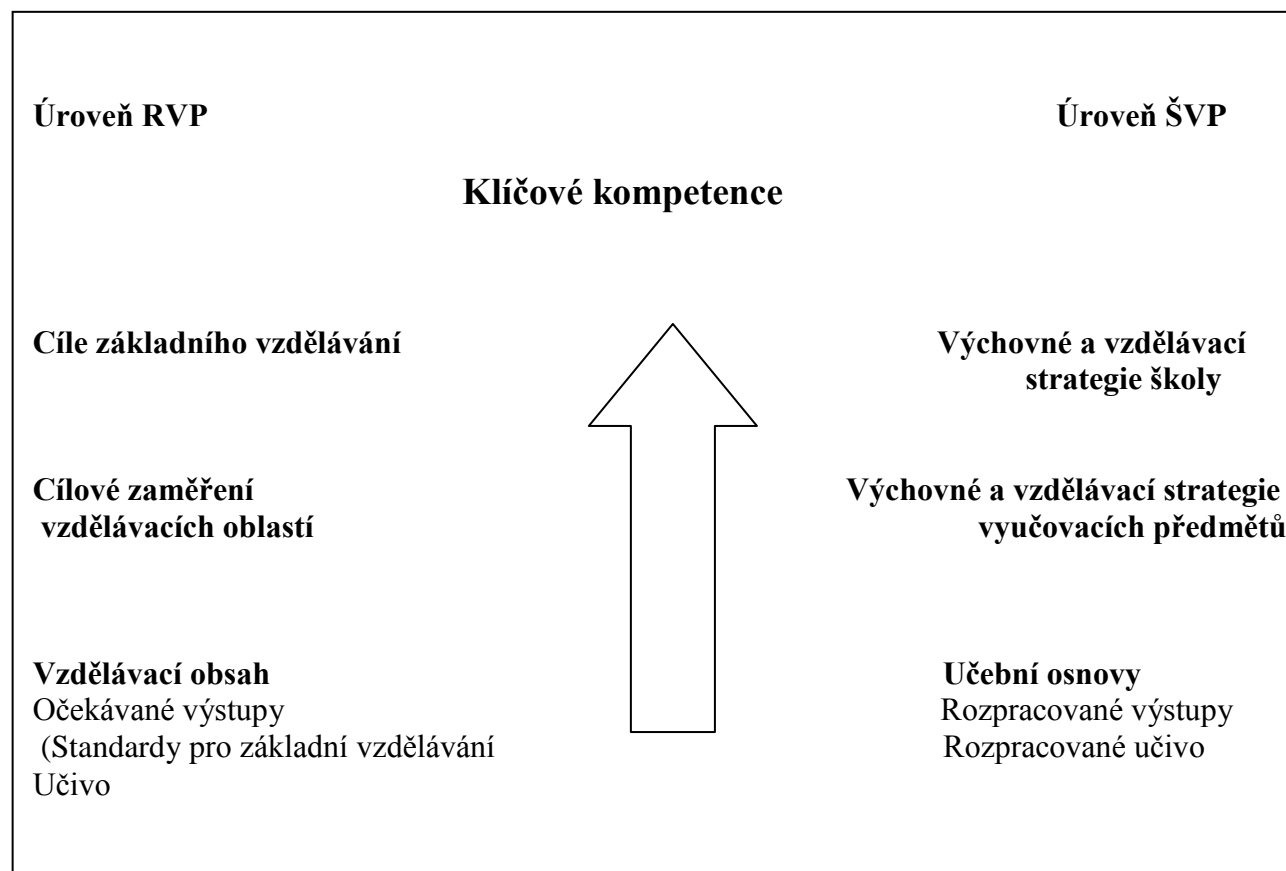 Úroveň RVP
Úroveň ŠVP
Klíčové kompetence
Cíle základního vzdělávání
Výchovné a vzdělávací
strategie školy
Cílové zaměření
vzdělávacích oblastí
Výchovné a vzdělávací strategie
vyučovacích předmětů
Vzdělávací obsah
Očekávané výstupy
(Standardy pro základní vzdělávání
Učivo
Učební osnovy
Rozpracované výstupy
Rozpracované učivo